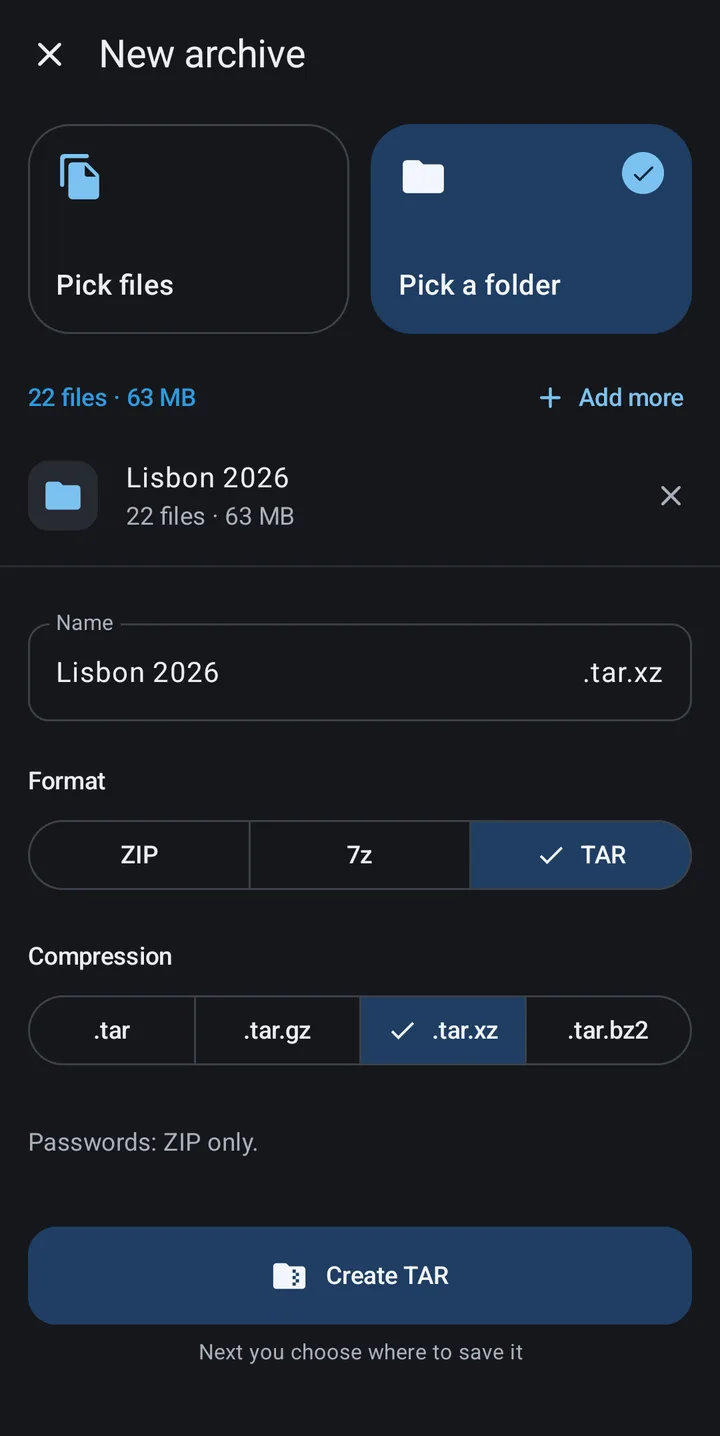 New archive
Pick files
Pick a folder
22 files · 63 MB
Add more
Lisbon 2026
22 files · 63 MB
Name
Lisbon 2026 .tar.xz
Format
ZIP 7z TAR
Compression
.tar .tar.gz .tar.xz .tar.bz2
Passwords: ZIP only.
Create TAR
Next you choose where to save it